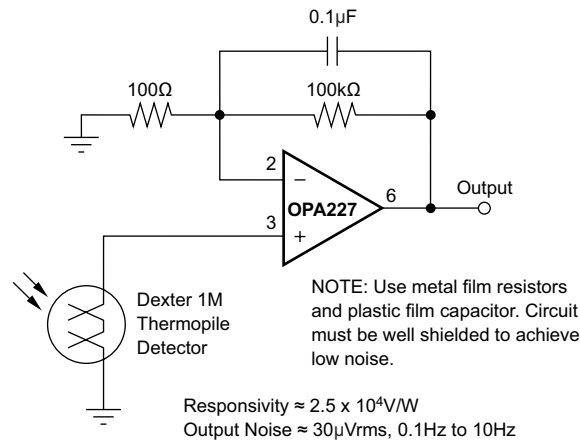 0.1µF
100Ω
100kΩ
2
−
6
Output
OPA227
3
+
Dexter 1M
Thermopile
Detector
NOTE: Use metal film resistors
and plastic film capacitor. Circuit
must be well shielded to achieve
low noise.
Responsivity ≈ 2.5 x 10⁴V/W
Output Noise ≈ 30µVrms, 0.1Hz to 10Hz